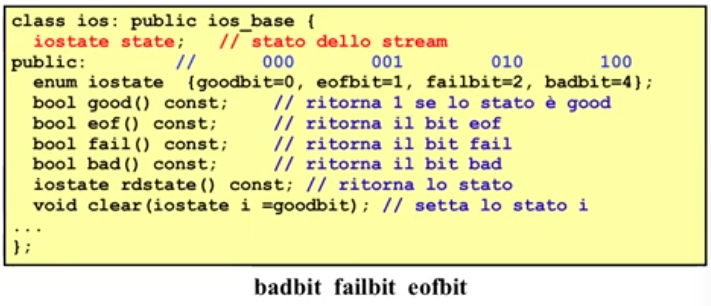 class ios: public ios_base {
iostate state; // stato dello stream
public: // 000 001 010 100
enum iostate {goodbit=0, eofbit=1, failbit=2, badbit=4};
bool good() const; // ritorna 1 se lo stato è good
bool eof() const; // ritorna il bit eof
bool fail() const; // ritorna il bit fail
bool bad() const; // ritorna il bit bad
iostate rdstate() const; // ritorna lo stato
void clear(iostate i =goodbit); // setta lo stato i
...
};
badbit failbit eofbit